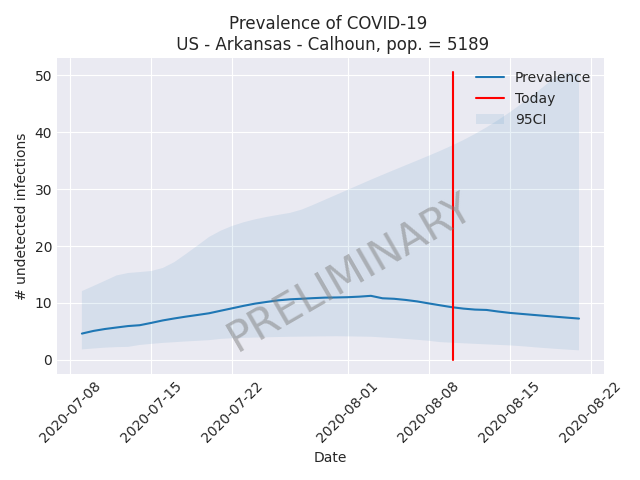 Prevalence of COVID-19
US - Arkansas - Calhoun, pop. = 5189
# undetected infections
50
40
30
20
10
0
Prevalence
Today
95CI
PRELIMINARY
2020-07-08
2020-07-15
2020-07-22
2020-08-01
2020-08-08
2020-08-15
2020-08-22
Date